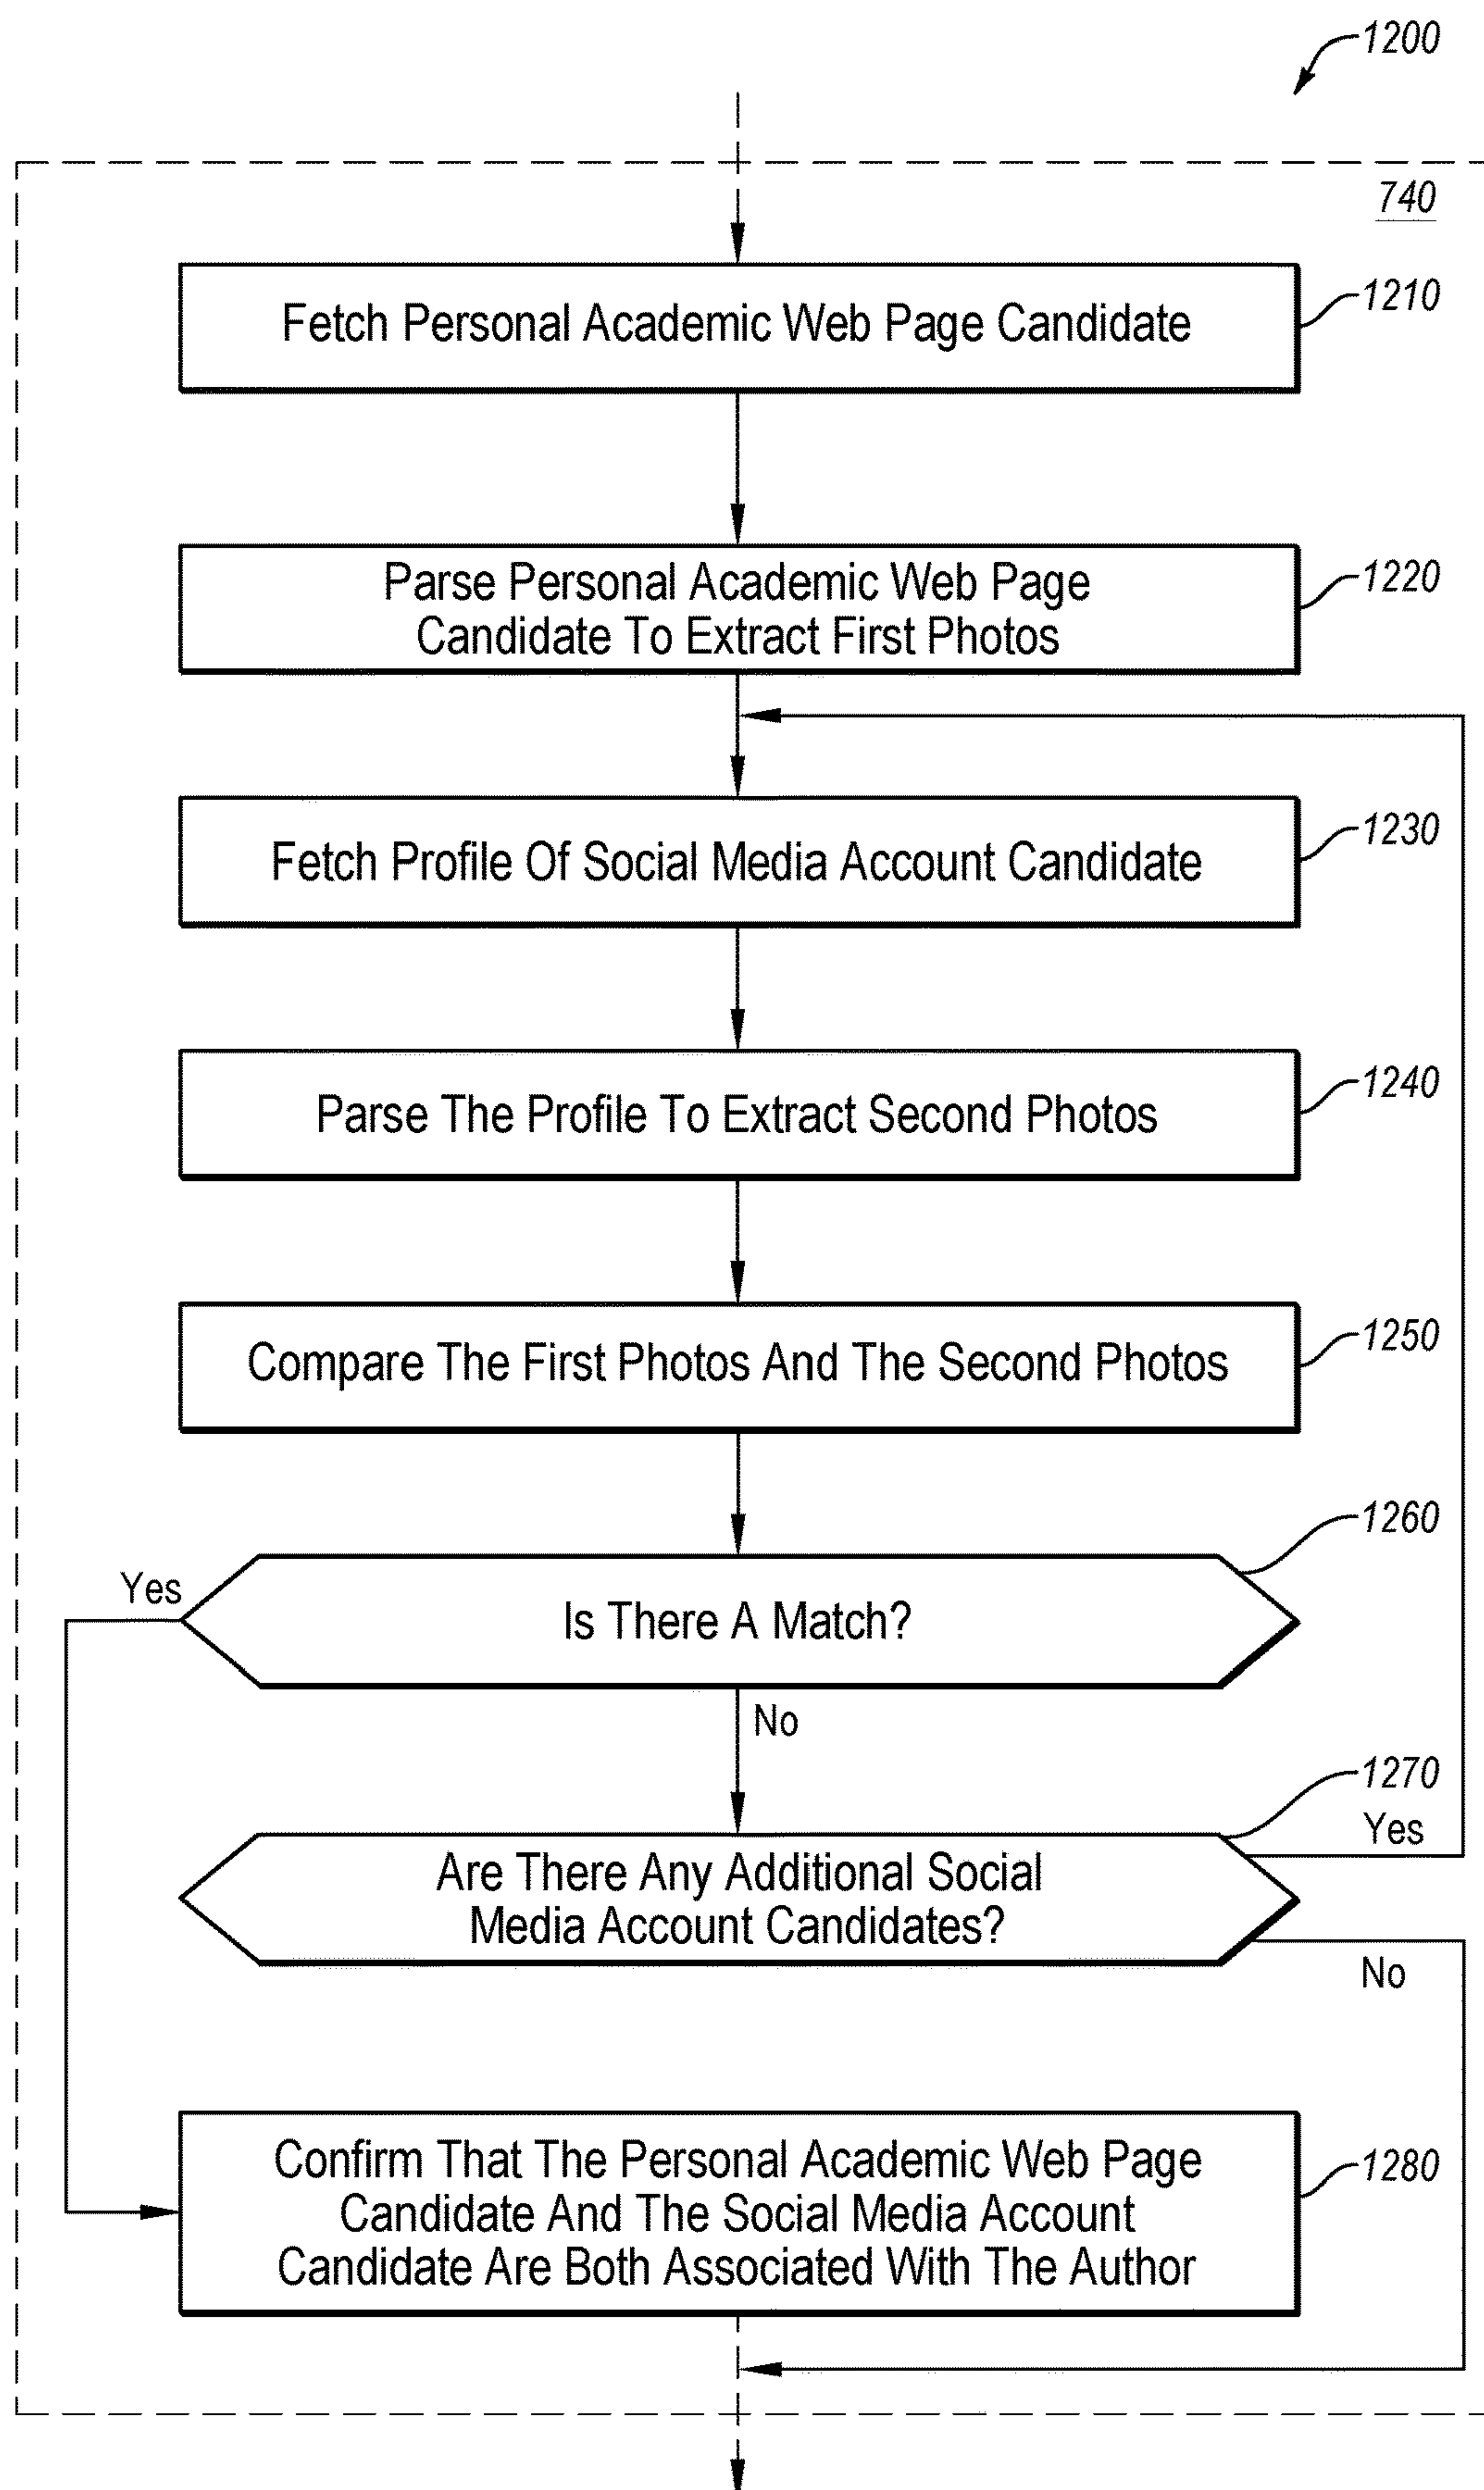 1200
740
Fetch Personal Academic Web Page Candidate
1210
Parse Personal Academic Web Page
Candidate To Extract First Photos
1220
Fetch Profile Of Social Media Account Candidate
1230
Parse The Profile To Extract Second Photos
1240
Compare The First Photos And The Second Photos
1250
1260
Yes
Is There A Match?
No
1270
Yes
Are There Any Additional Social
Media Account Candidates?
No
Confirm That The Personal Academic Web Page
Candidate And The Social Media Account
Candidate Are Both Associated With The Author
1280